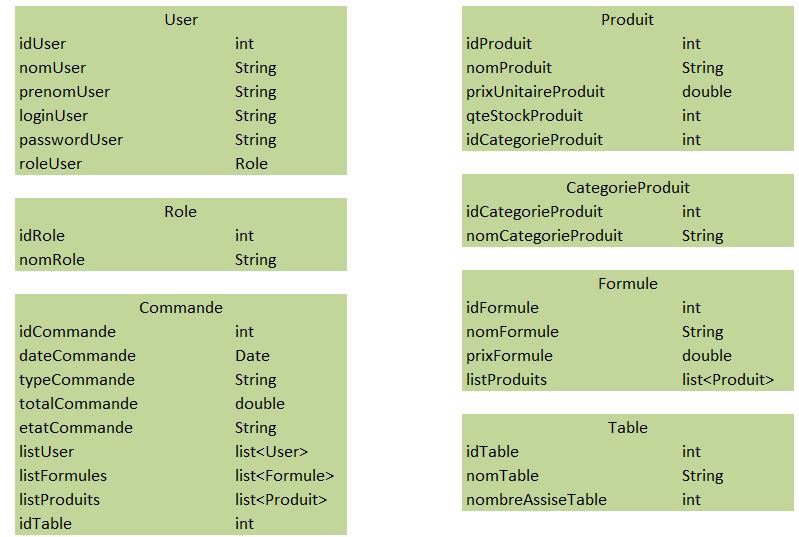 User
idUser int
nomUser String
prenomUser String
loginUser String
passwordUser String
roleUser Role
Role
idRole int
nomRole String
Commande
idCommande int
dateCommande Date
typeCommande String
totalCommande double
etatCommande String
listUser list<User>
listFormules list<Formule>
listProduits list<Produit>
idTable int
Produit
idProduit int
nomProduit String
prixUnitaireProduit double
qteStockProduit int
idCategorieProduit int
CategorieProduit
idCategorieProduit int
nomCategorieProduit String
Formule
idFormule int
nomFormule String
prixFormule double
listProduits list<Produit>
Table
idTable int
nomTable String
nombreAssiseTable int